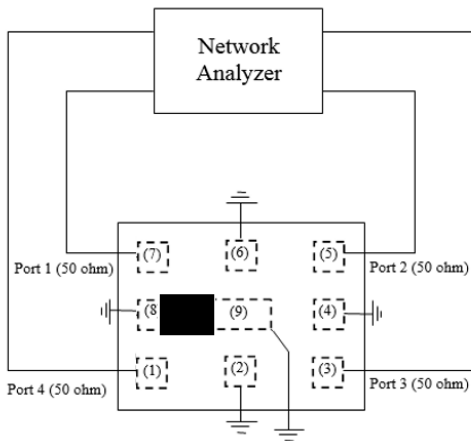 Network
Analyzer
(7)
(6)
(5)
Port 1 (50 ohm)
Port 2 (50 ohm)
(8
(9)
(4)
(1)
(2)
(3)
Port 4 (50 ohm)
Port 3 (50 ohm)